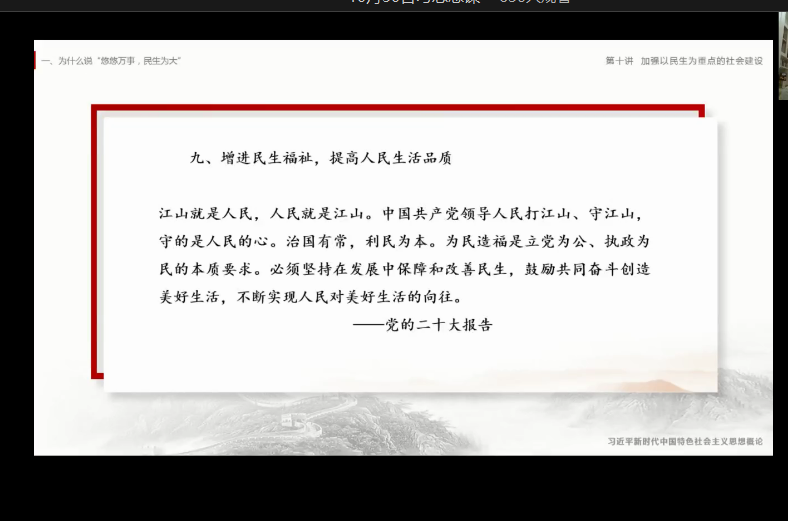 一、为什么说“悠悠万事，民生为大”
第十讲 加强以民生为重点的社会建设
九、增进民生福祉，提高人民生活品质
江山就是人民，人民就是江山。中国共产党领导人民打江山、守江山，
守的是人民的心。治国有常，利民为本。为民造福是立党为公、执政为
民的本质要求。必须坚持在发展中保障和改善民生，鼓励共同奋斗创造
美好生活，不断实现人民对美好生活的向往。
——党的二十大报告
习近平新时代中国特色社会主义思想概论